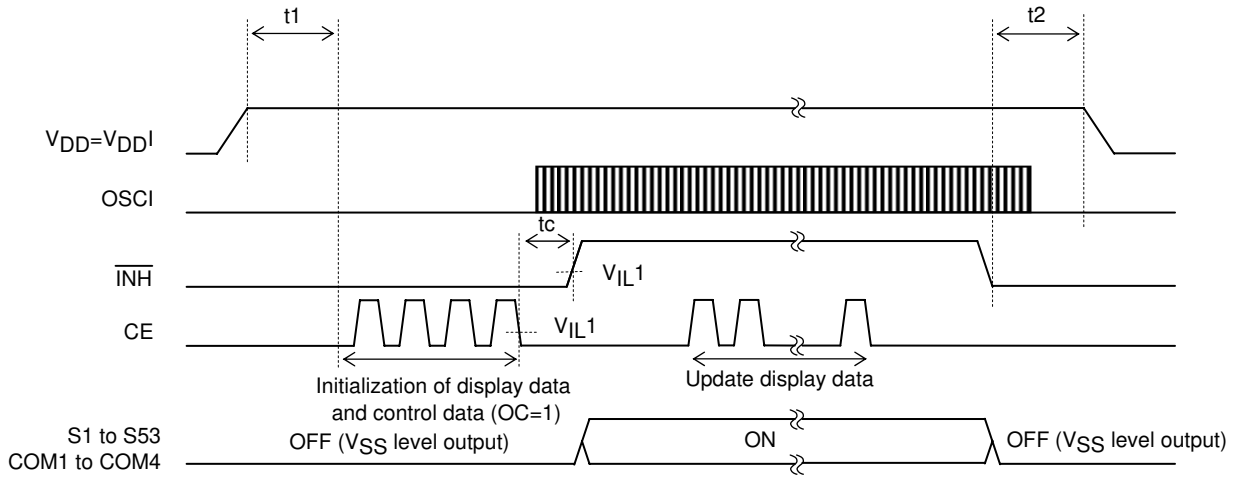 t1
t2
VDD=VDDI
OSCI
tc
INH
VIL1
CE
VIL1
Initialization of display data
and control data (OC=1)
Update display data
S1 to S53
COM1 to COM4
OFF (VSS level output)
ON
OFF (VSS level output)